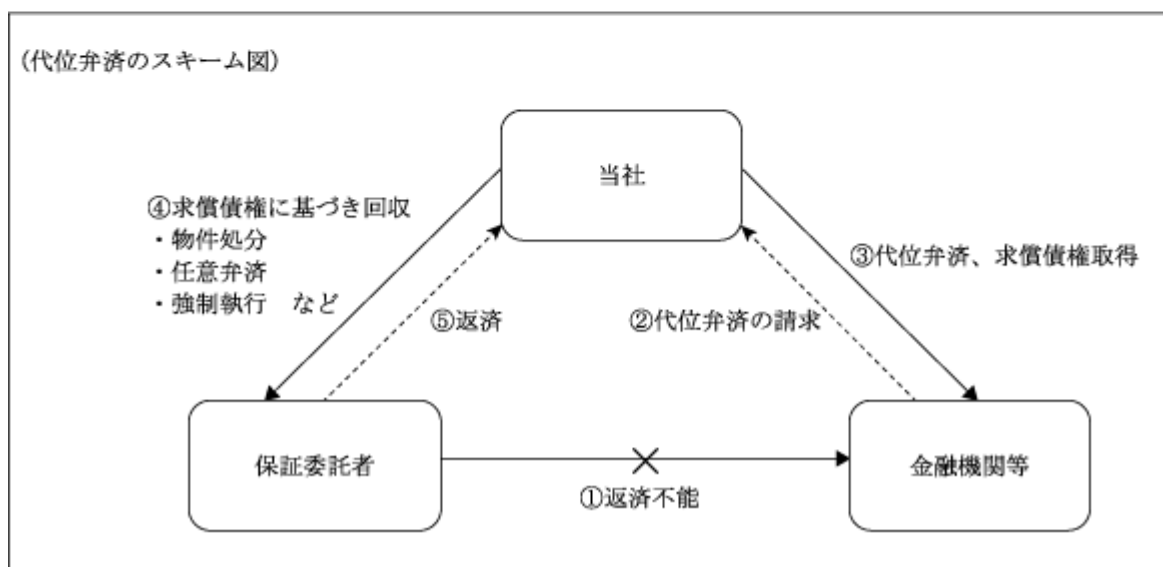 (代位弁済のスキーム図)
当社
④求償債権に基づき回収
・物件処分
・任意弁済
・強制執行　など
③代位弁済、求償債権取得
⑤返済
②代位弁済の請求
保証委託者
金融機関等
①返済不能